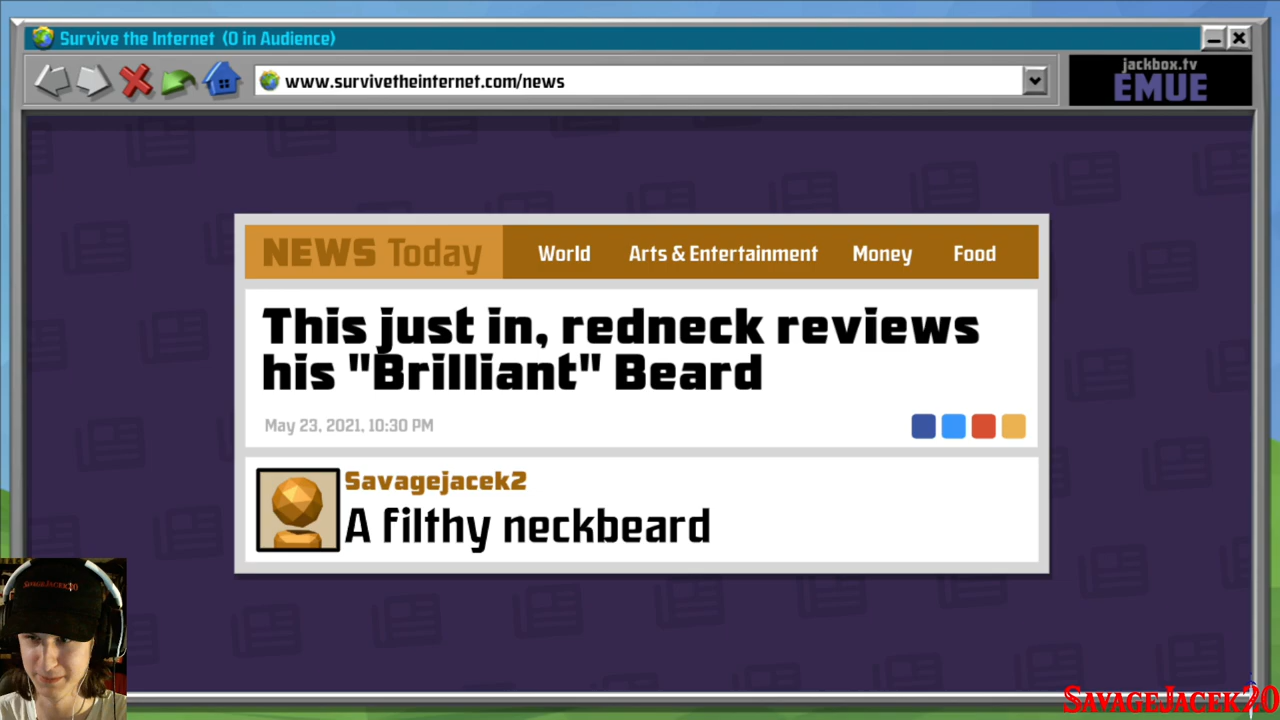 Survive the Internet (0 in Audience)
www.survivetheinternet.com/news
jackbox.tv
EMUE
NEWS Today World Arts & Entertainment Money Food
This just in, redneck reviews
his "Brilliant" Beard
May 23, 2021, 10:30 PM
Savagejacek2
A filthy neckbeard
SAVAGEJACEK20
SAVAGEJACEK20